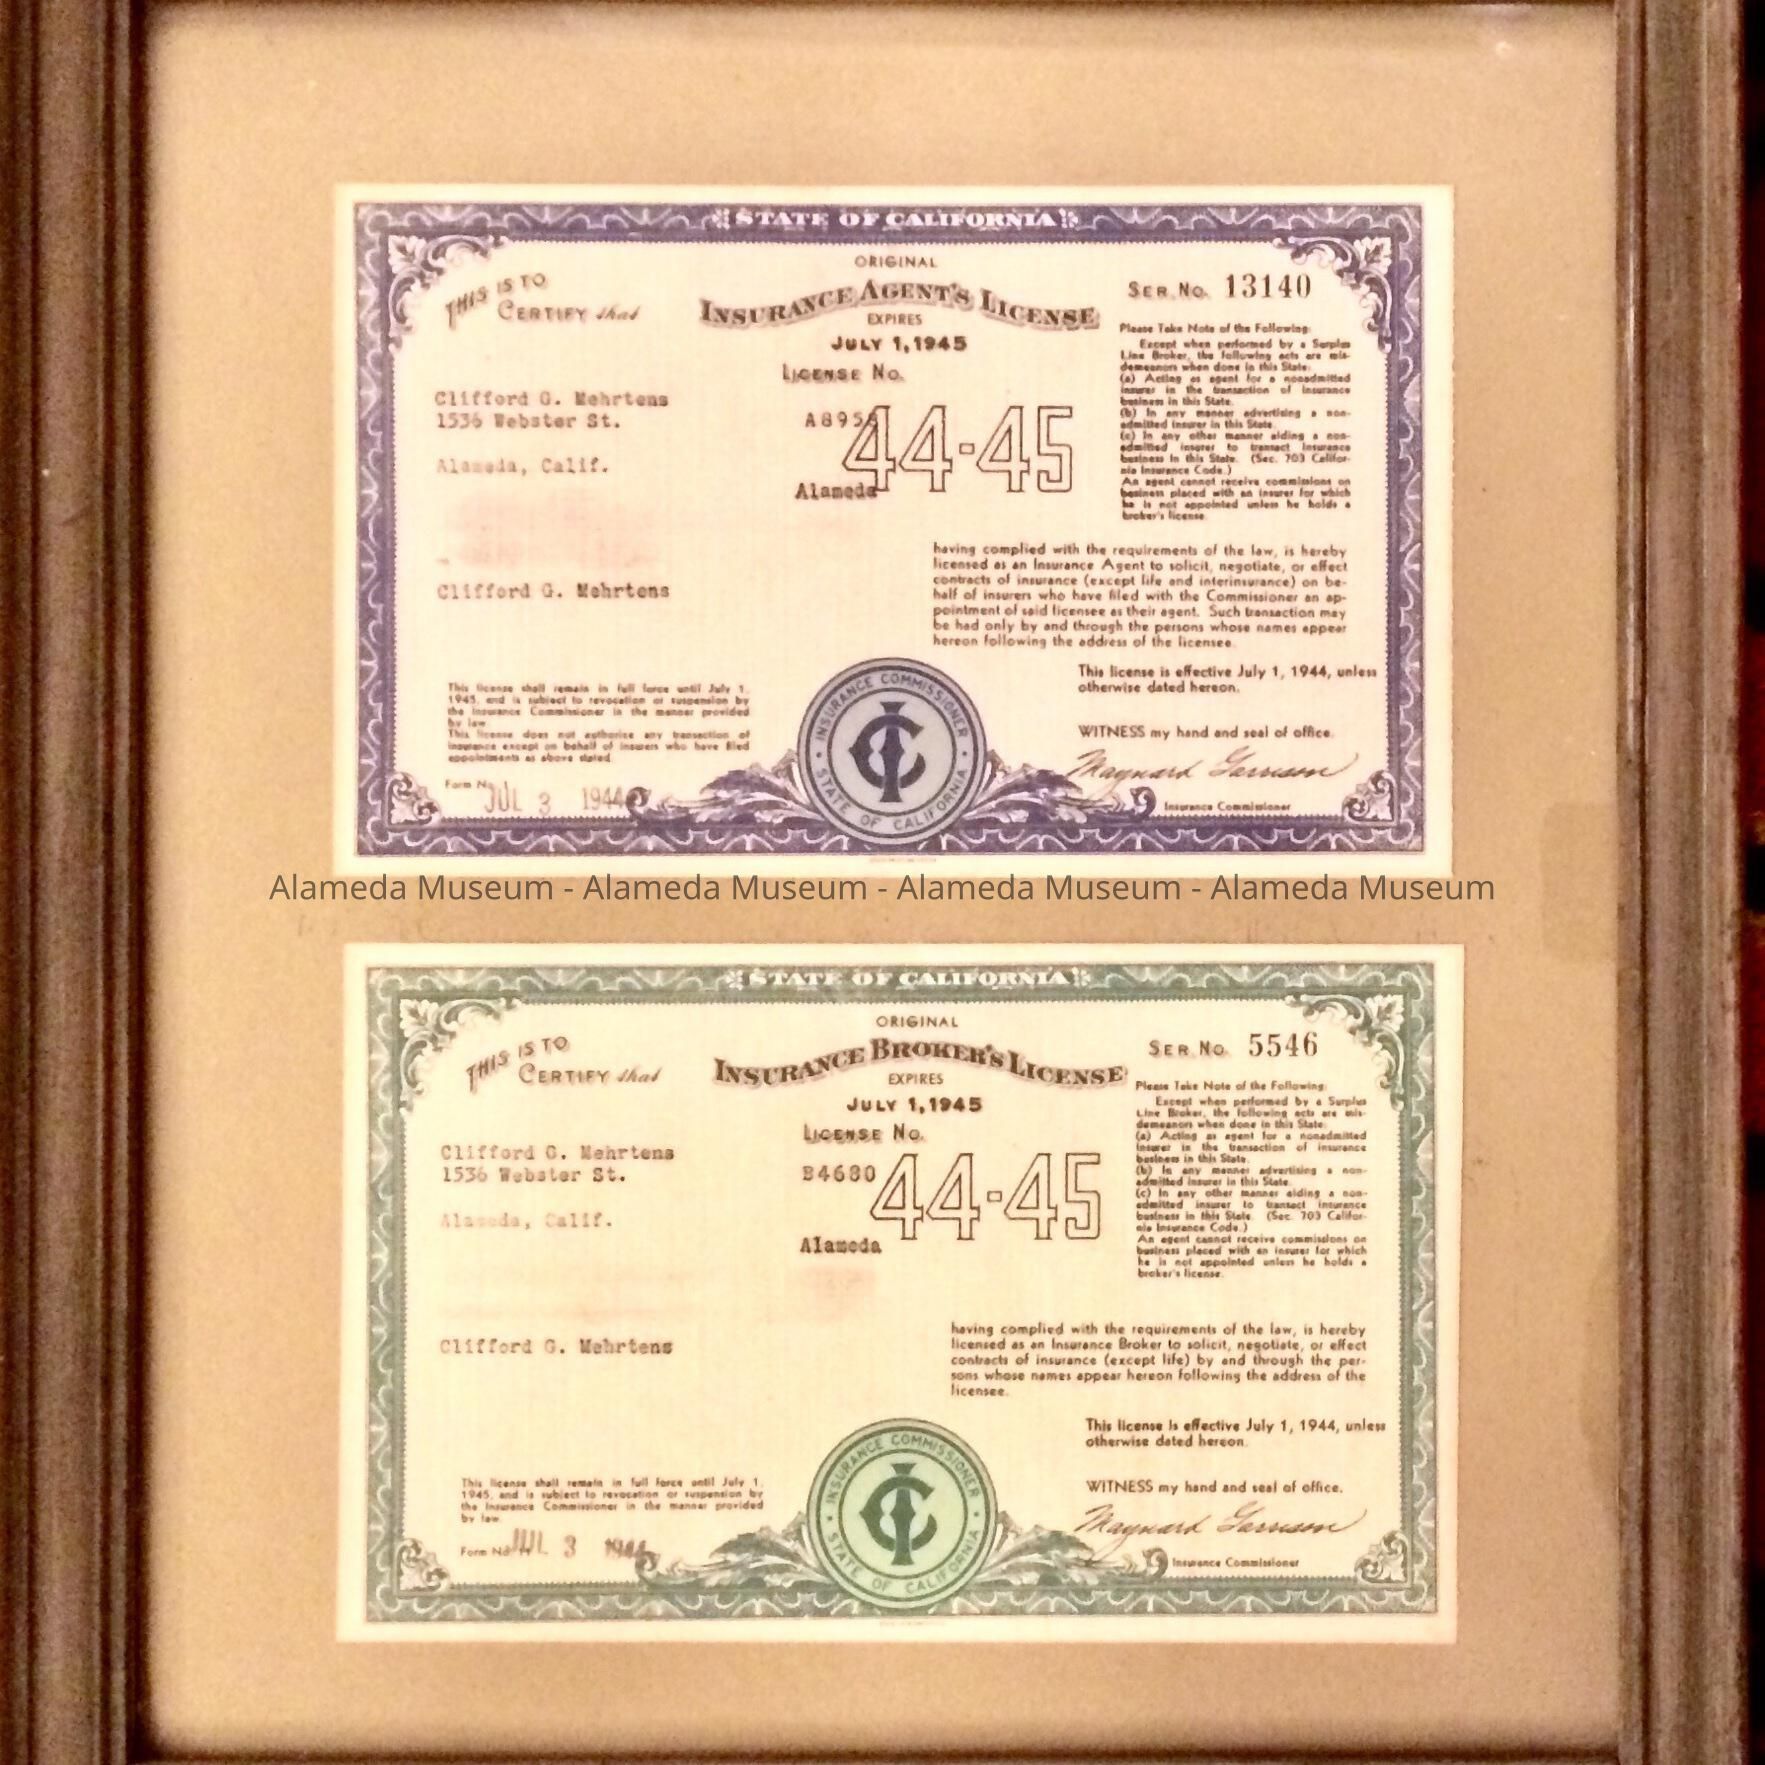 STATE OF CALIFORNIA
ORIGINAL
THIS IS TO
CERTIFY that
INSURANCE AGENT'S LICENSE
EXPIRES
JULY 1, 1945
LICENSE NO.
SER. NO. 13140
Clifford G. Mehrtens
1536 Webster St.
Alameda, Calif.
Clifford G. Mehrtens
44-45
Alameda
Please Take Note of the Following:
Except when performed by a Surplus
Line Broker, the following acts are mis-
demeanors when done in this State:
(a) Acting as agent for a nonadmitted
insurer in the transaction of insurance
business in this State.
(b) In any manner advertising a non-
admitted insurer in this State.
(c) In any other manner aiding a non-
admitted insurer to transact insurance
business in this State. (Sec. 703 Califor-
nia Insurance Code.)
An agent cannot receive commissions on
business placed with an insurer for which
he is not appointed unless he holds a
broker's license.
having complied with the requirements of the law, is hereby
licensed as an Insurance Agent to solicit, negotiate, or effect
contracts of insurance (except life and interinsurance) on be-
half of insurers who have filed with the Commissioner an ap-
pointment of said licensee as their agent. Such transaction may
be had only by and through the persons whose names appear
hereon following the address of the licensee.
This license is effective July 1, 1944, unless
otherwise dated hereon.
This license shall remain in full force until July 1,
1945, and is subject to revocation or suspension by
the Insurance Commissioner in the manner provided
by law.
This license does not authorize any transaction of
insurance except on behalf of insurers who have filed
appointments as above stated.
WITNESS my hand and seal of office.
Maynard Garrison
Insurance Commissioner
Form No.
JUL 3 1944
INSURANCE COMMISSIONER
STATE OF CALIFORNIA
Alameda Museum - Alameda Museum - Alameda Museum - Alameda Museum
STATE OF CALIFORNIA
ORIGINAL
THIS IS TO
CERTIFY that
INSURANCE BROKER'S LICENSE
EXPIRES
JULY 1, 1945
LICENSE NO.
SER. NO. 5546
Clifford G. Mehrtens
1536 Webster St.
Alameda, Calif.
Clifford G. Mehrtens
B4680
44-45
Alameda
Please Take Note of the Following:
Except when performed by a Surplus
Line Broker, the following acts are mis-
demeanors when done in this State:
(a) Acting as agent for a nonadmitted
insurer in the transaction of insurance
business in this State.
(b) In any manner advertising a non-
admitted insurer in this State.
(c) In any other manner aiding a non-
admitted insurer to transact insurance
business in this State. (Sec. 703 Califor-
nia Insurance Code.)
An agent cannot receive commissions on
business placed with an insurer for which
he is not appointed unless he holds a
broker's license.
having complied with the requirements of the law, is hereby
licensed as an Insurance Broker to solicit, negotiate, or effect
contracts of insurance (except life) by and through the per-
sons whose names appear hereon following the address of the
licensee.
This license is effective July 1, 1944, unless
otherwise dated hereon.
This license shall remain in full force until July 1,
1945, and is subject to revocation or suspension by
the Insurance Commissioner in the manner provided
by law.
WITNESS my hand and seal of office.
Maynard Garrison
Insurance Commissioner
Form No.
JUL 3 1944
INSURANCE COMMISSIONER
STATE OF CALIFORNIA